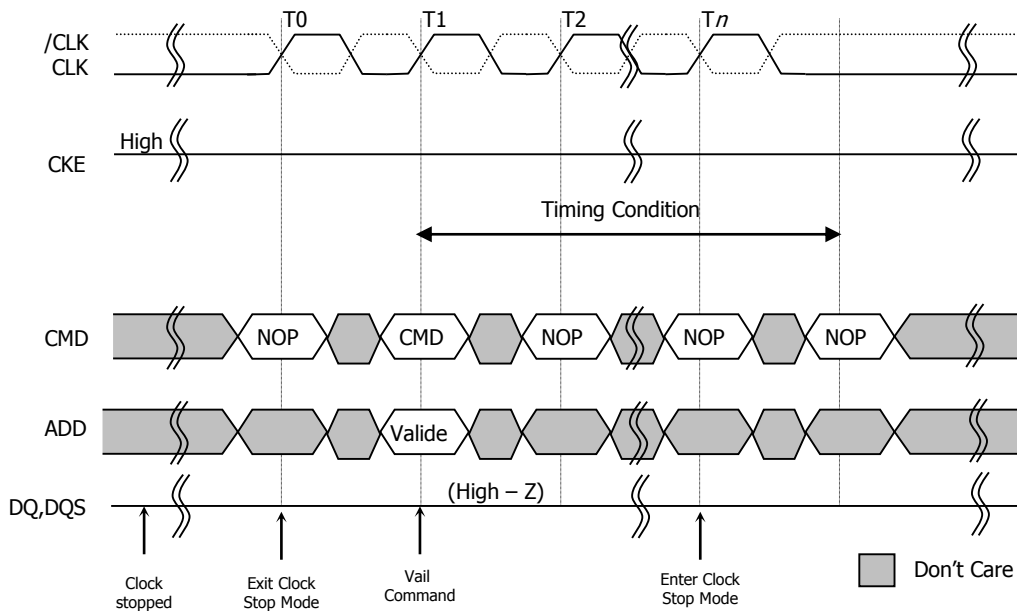 T0 T1 T2 Tn
/CLK
CLK
High
CKE
Timing Condition
CMD NOP CMD NOP NOP NOP
ADD Valide
(High – Z)
DQ,DQS
Clock
stopped
Exit Clock
Stop Mode
Vail
Command
Enter Clock
Stop Mode
Don't Care